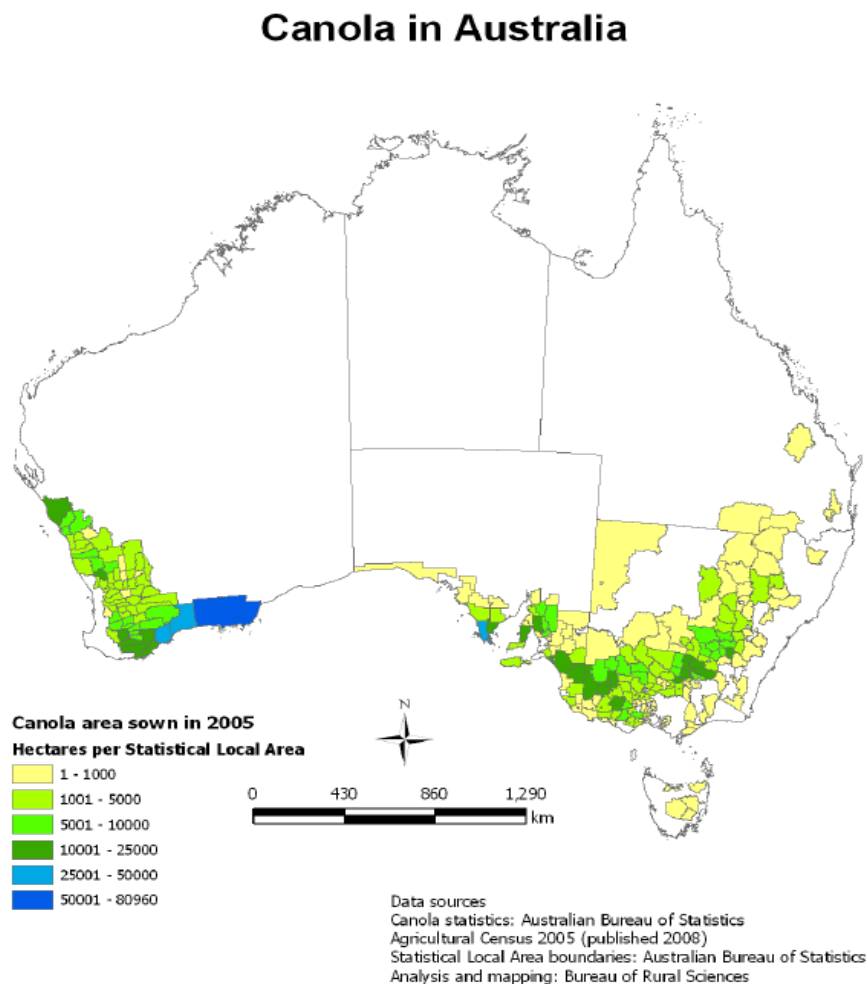 Canola in Australia
N
Canola area sown in 2005
Hectares per Statistical Local Area
1 - 1000
1001 - 5000
5001 - 10000
10001 - 25000
25001 - 50000
50001 - 80960
0 430 860 1,290
km
Data sources
Canola statistics: Australian Bureau of Statistics
Agricultural Census 2005 (published 2008)
Statistical Local Area boundaries: Australian Bureau of Statistics
Analysis and mapping: Bureau of Rural Sciences